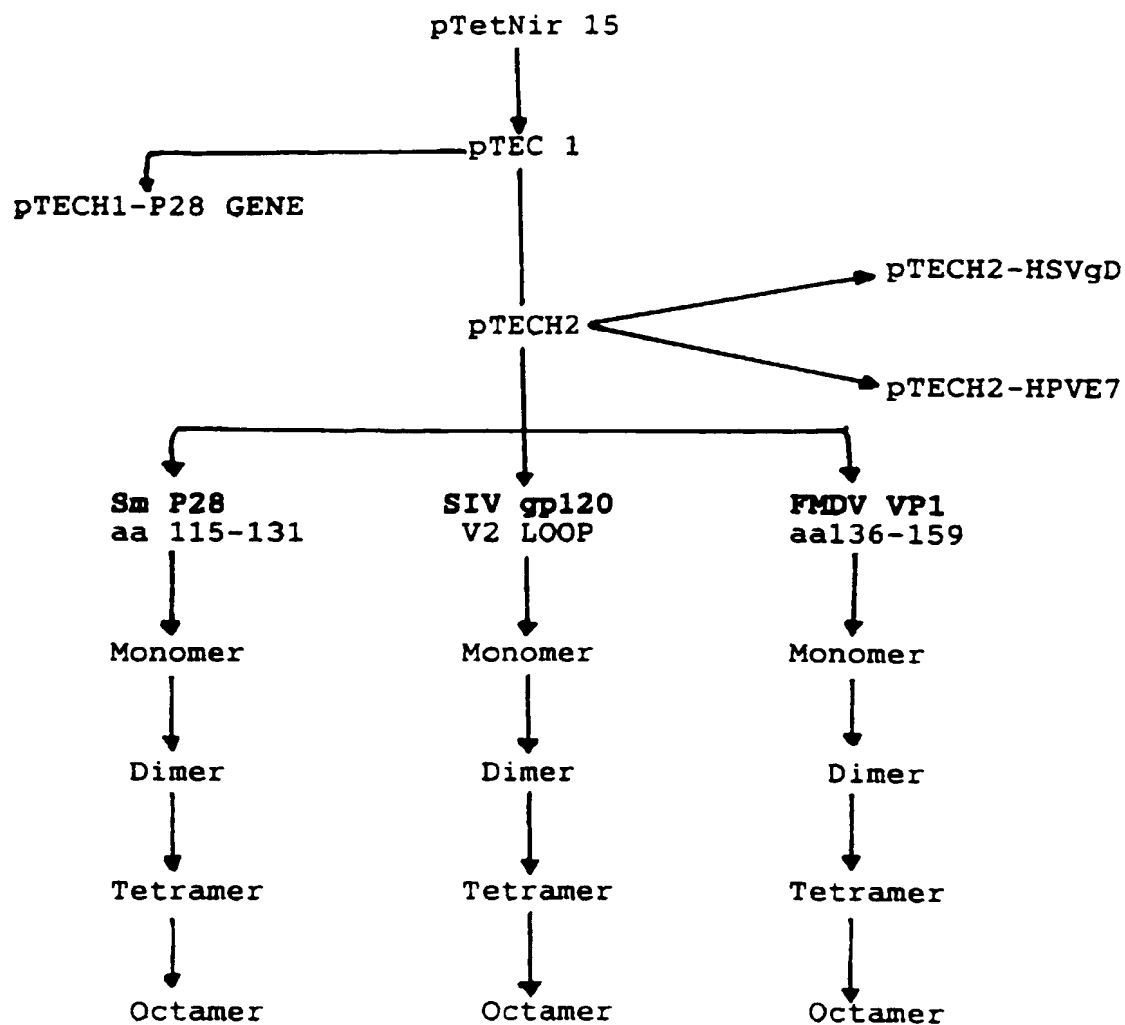 pTetNir 15
pTEC 1
pTECH1-P28 GENE
pTECH2-HSVgD
pTECH2
pTECH2-HPVE7
Sm P28
aa 115-131
SIV gp120
V2 LOOP
FMDV VP1
aa136-159
Monomer
Monomer
Monomer
Dimer
Dimer
Dimer
Tetramer
Tetramer
Tetramer
Octamer
Octamer
Octamer